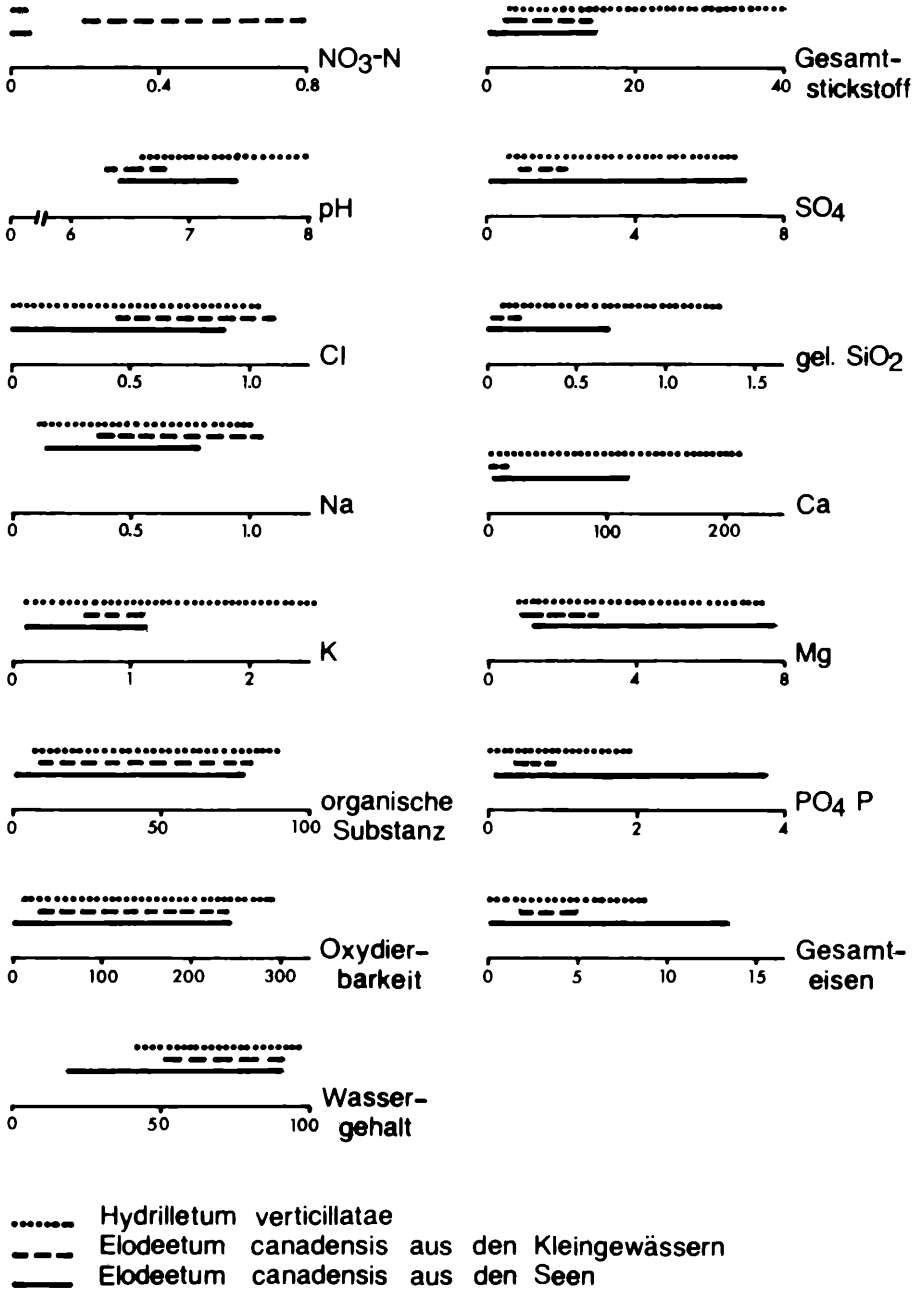 NO3-N
0 0.4 0.8
Gesamt-
stickstoff
0 20 40
pH
0 6 7 8
SO4
0 4 8
Cl
0 0.5 1.0
gel. SiO2
0 0.5 1.0 1.5
Na
0 0.5 1.0
Ca
0 100 200
K
0 1 2
Mg
0 4 8
organische
Substanz
0 50 100
PO4 P
0 2 4
Oxydier-
barkeit
0 100 200 300
Gesamt-
eisen
0 5 10 15
Wasser-
gehalt
0 50 100
Hydrilletum verticillatae
Elodeetum canadensis aus den Kleingewässern
Elodeetum canadensis aus den Seen